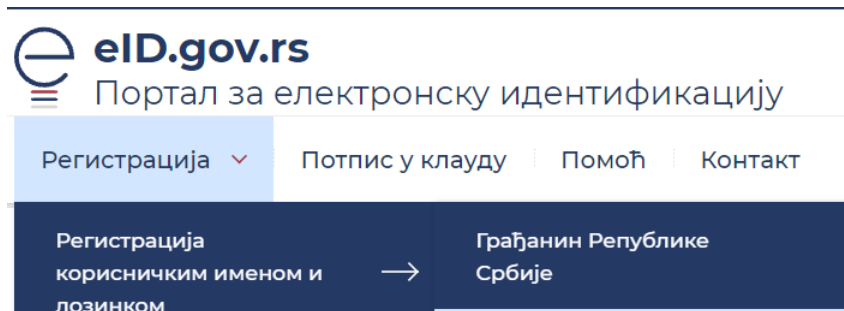 eID.gov.rs
Портал за електронску идентификацију
Регистрација
Потпис у клауду
Помоћ
Контакт
Регистрација
корисничким именом и
лозинком
Грађанин Републике
Србије